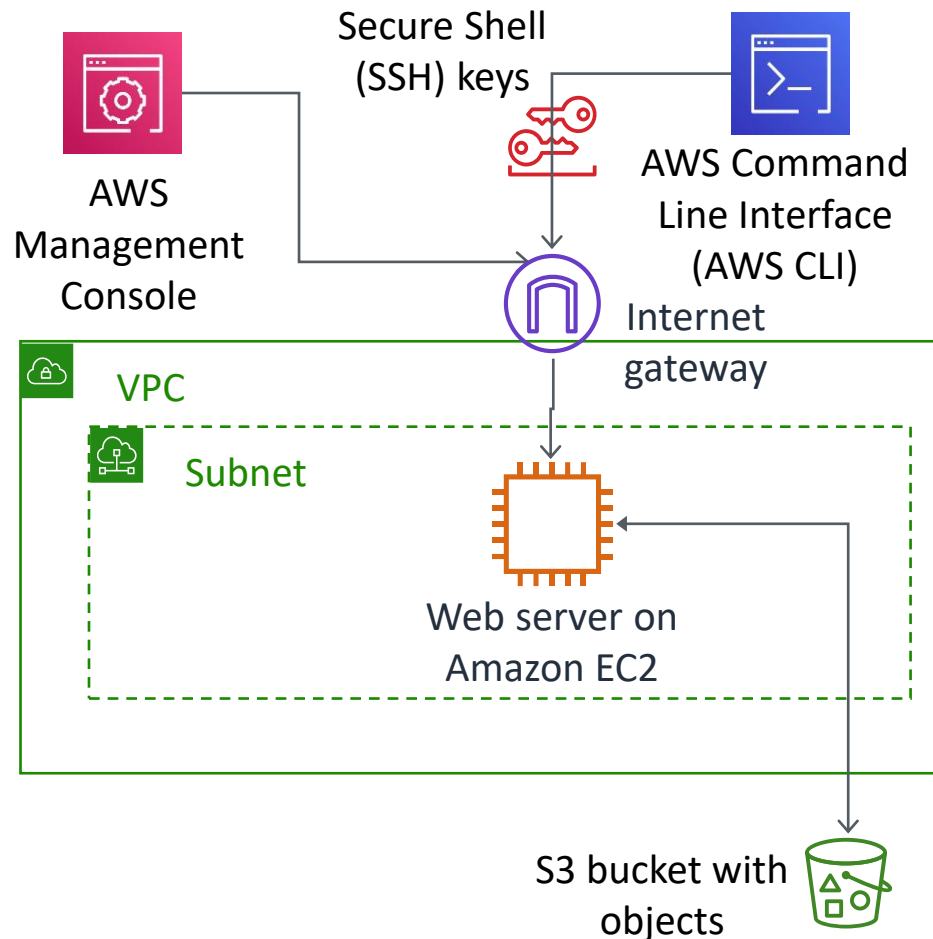 Secure Shell
(SSH) keys
AWS
Management
Console
AWS Command
Line Interface
(AWS CLI)
Internet
gateway
VPC
Subnet
Web server on
Amazon EC2
S3 bucket with
objects